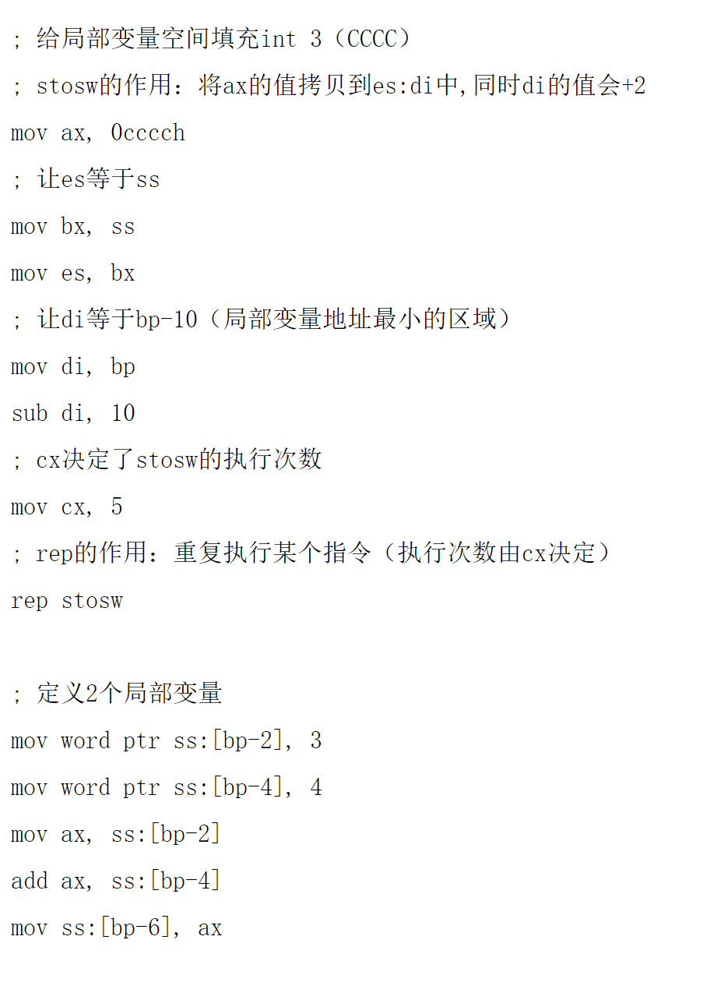 ; 给局部变量空间填充int 3（CCCC）
; stosw的作用：将ax的值拷贝到es:di中,同时di的值会+2
mov ax, 0cccch
; 让es等于ss
mov bx, ss
mov es, bx
; 让di等于bp-10（局部变量地址最小的区域）
mov di, bp
sub di, 10
; cx决定了stosw的执行次数
mov cx, 5
; rep的作用：重复执行某个指令（执行次数由cx决定）
rep stosw
; 定义2个局部变量
mov word ptr ss:[bp-2], 3
mov word ptr ss:[bp-4], 4
mov ax, ss:[bp-2]
add ax, ss:[bp-4]
mov ss:[bp-6], ax